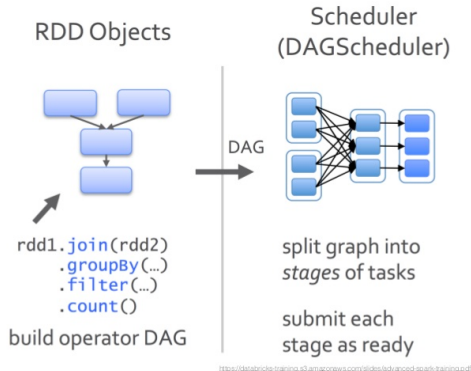 RDD Objects
rdd1.join(rdd2)
.groupBy(…)
.filter(…)
.count()
build operator DAG
DAG
Scheduler
(DAGScheduler)
split graph into
stages of tasks
submit each
stage as ready
https://databricks-training.s3.amazonaws.com/slides/advanced-spark-training.pdf